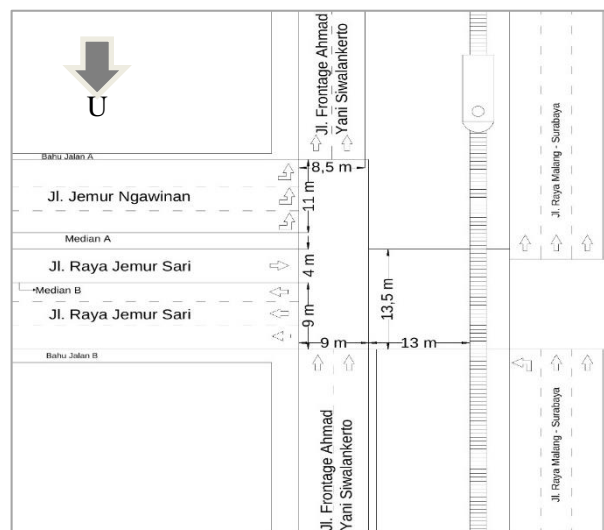 U
Jl. Frontage Ahmad
Yani Siwalankerto
Bahu Jalan A
8,5 m
Jl. Jemur Ngawinan
11 m
Median A
Jl. Raya Jemur Sari
4 m
Median B
Jl. Raya Jemur Sari
9 m
13,5 m
9 m
13 m
Bahu Jalan B
Jl. Raya Malang - Surabaya
Jl. Frontage Ahmad
Yani Siwalankerto
Jl. Raya Malang - Surabaya